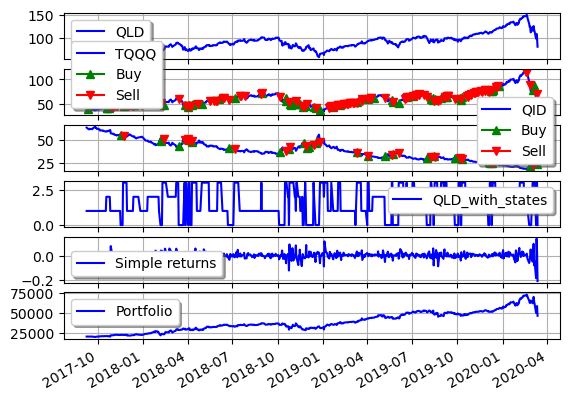 150
100
QLD
100
50
TQQQ
Buy
Sell
50
25
QID
Buy
Sell
2.5
0.0
QLD_with_states
0.0
−0.2
Simple returns
75000
50000
25000
Portfolio
2017-10
2018-01
2018-04
2018-07
2018-10
2019-01
2019-04
2019-07
2019-10
2020-01
2020-04